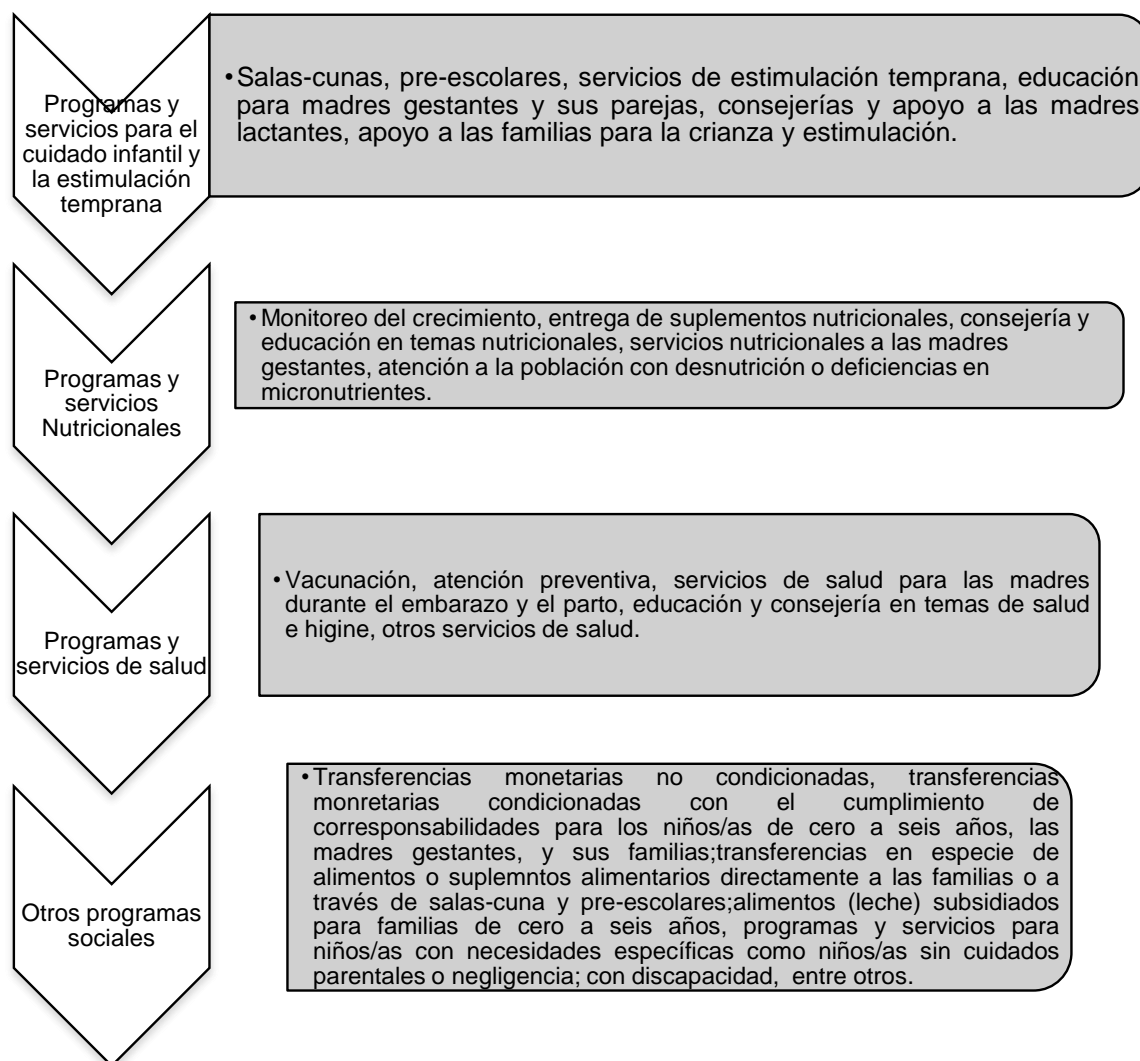 Programas y
servicios para el
cuidado infantil y
la estimulación
temprana
•Salas-cunas, pre-escolares, servicios de estimulación temprana, educación
para madres gestantes y sus parejas, consejerías y apoyo a las madres
lactantes, apoyo a las familias para la crianza y estimulación.
Programas y
servicios
Nutricionales
•Monitoreo del crecimiento, entrega de suplementos nutricionales, consejería y
educación en temas nutricionales, servicios nutricionales a las madres
gestantes, atención a la población con desnutrición o deficiencias en
micronutrientes.
Programas y
servicios de salud
•Vacunación, atención preventiva, servicios de salud para las madres
durante el embarazo y el parto, educación y consejería en temas de salud
e higine, otros servicios de salud.
Otros programas
sociales
•Transferencias monetarias no condicionadas, transferencias
monretarias condicionadas con el cumplimiento de
corresponsabilidades para los niños/as de cero a seis años, las
madres gestantes, y sus familias;transferencias en especie de
alimentos o suplemntos alimentarios directamente a las familias o a
través de salas-cuna y pre-escolares;alimentos (leche) subsidiados
para familias de cero a seis años, programas y servicios para
niños/as con necesidades específicas como niños/as sin cuidados
parentales o negligencia; con discapacidad, entre otros.